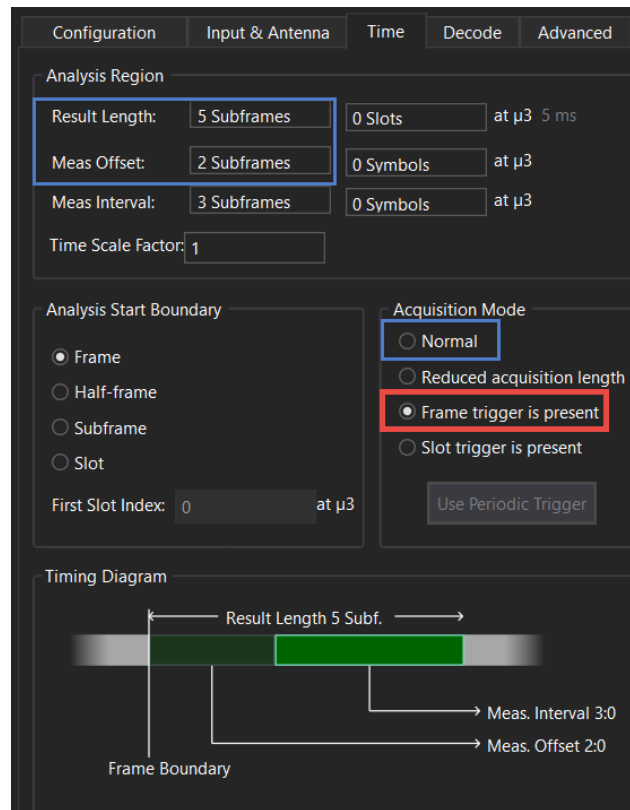 Configuration Input & Antenna Time Decode Advanced
Analysis Region
Result Length: 5 Subframes 0 Slots at µ3 5 ms
Meas Offset: 2 Subframes 0 Symbols at µ3
Meas Interval: 3 Subframes 0 Symbols at µ3
Time Scale Factor: 1
Analysis Start Boundary
Frame
Half-frame
Subframe
Slot
First Slot Index: 0 at µ3
Acquisition Mode
Normal
Reduced acquisition length
Frame trigger is present
Slot trigger is present
Use Periodic Trigger
Timing Diagram
Result Length 5 Subf.
Meas. Interval 3:0
Meas. Offset 2:0
Frame Boundary